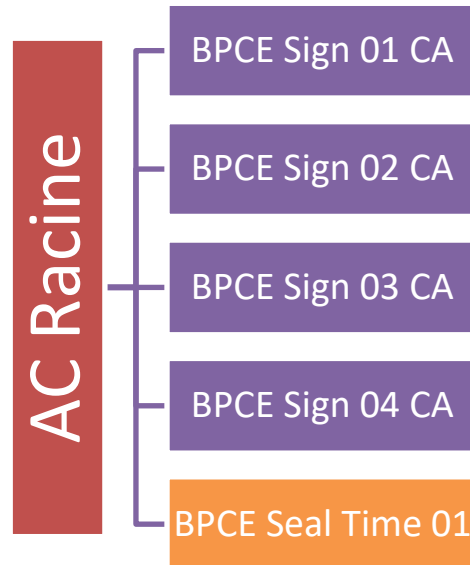 AC Racine
BPCE Sign 01 CA
BPCE Sign 02 CA
BPCE Sign 03 CA
BPCE Sign 04 CA
BPCE Seal Time 01